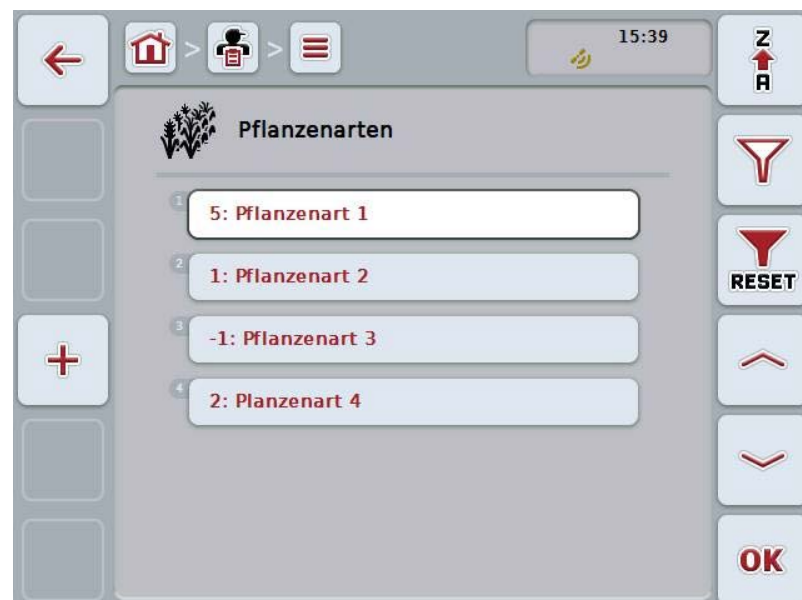 15:39
Z
A
Pflanzenarten
1
5: Pflanzenart 1
2
1: Pflanzenart 2
RESET
3
-1: Pflanzenart 3
4
2: Planzenart 4
OK